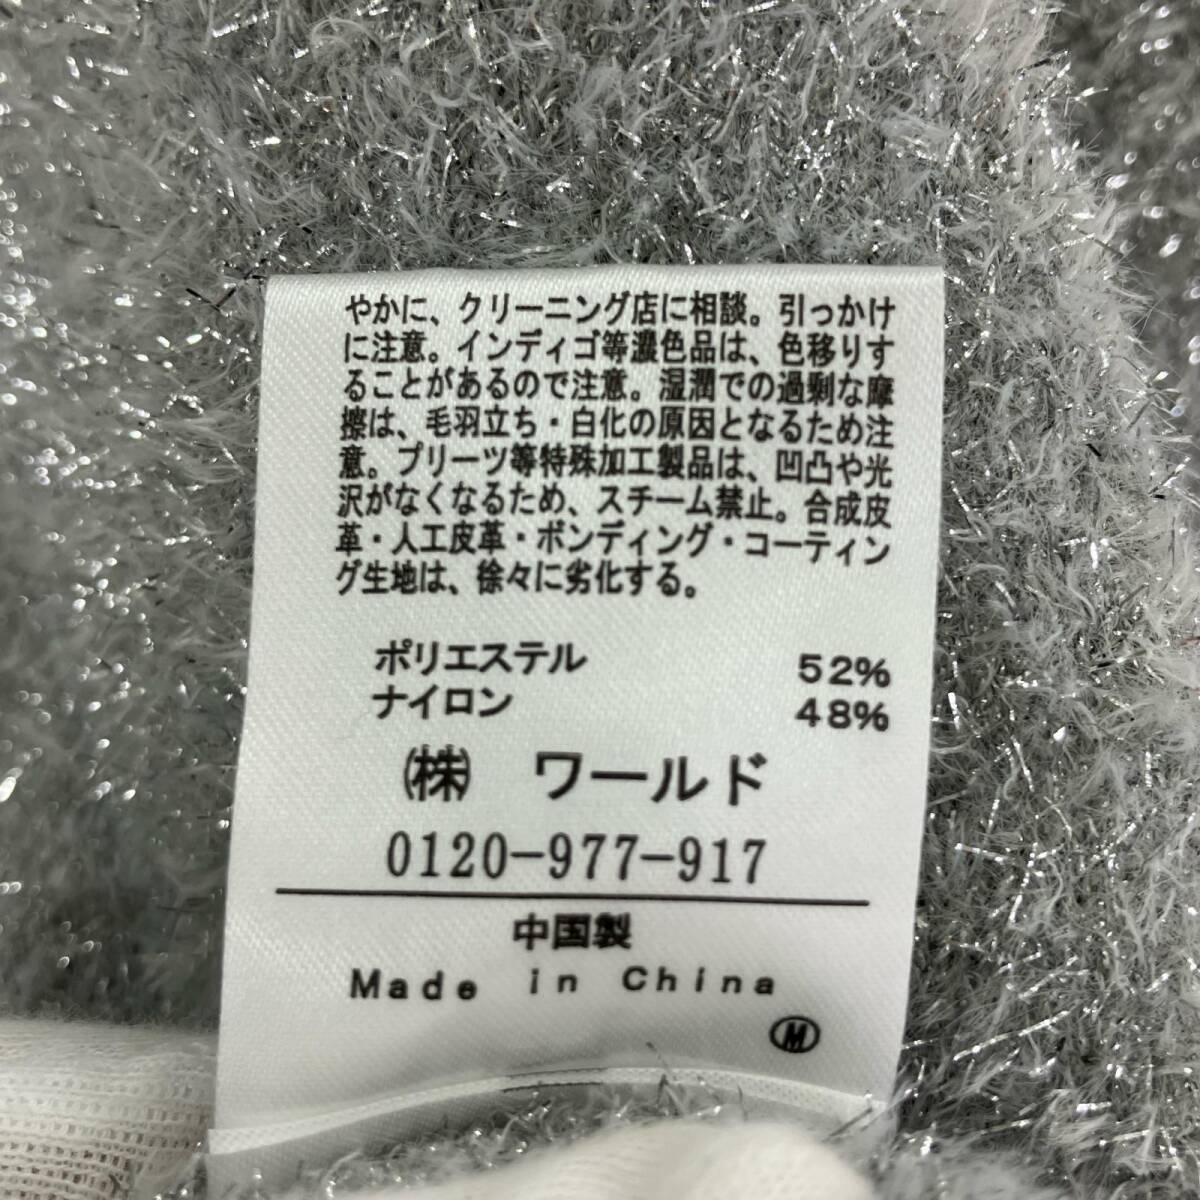 やかに、クリーニング店に相談。引っかけ
に注意。インディゴ等濃色品は、色移りす
ることがあるので注意。湿潤での過剰な摩
擦は、毛羽立ち・白化の原因となるため注
意。プリーツ等特殊加工製品は、凹凸や光
沢がなくなるため、スチーム禁止。合成皮
革・人工皮革・ボンディング・コーティン
グ生地は、徐々に劣化する。
ポリエステル 52%
ナイロン 48%
㈱ ワールド
0120-977-917
中国製
Made in China
Ⓜ